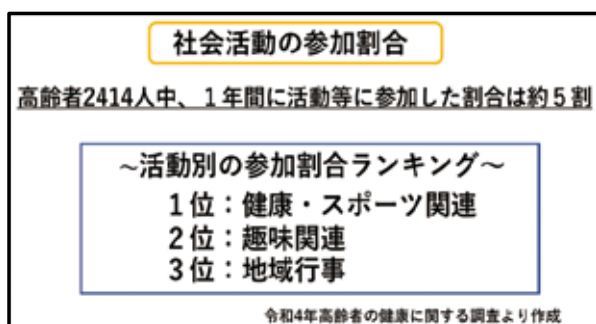 社会活動の参加割合
高齢者2414人中、１年間に活動等に参加した割合は約５割
~活動別の参加割合ランキング~
１位：健康・スポーツ関連
２位：趣味関連
３位：地域行事
令和4年高齢者の健康に関する調査より作成